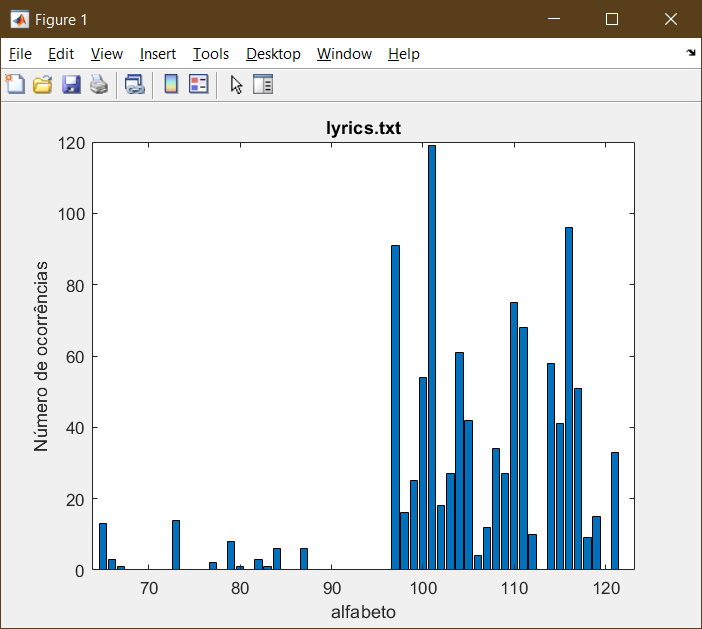 Figure 1
File Edit View Insert Tools Desktop Window Help
lyrics.txt
120
100
80
60
40
20
0
Número de ocorrências
70 80 90 100 110 120
alfabeto